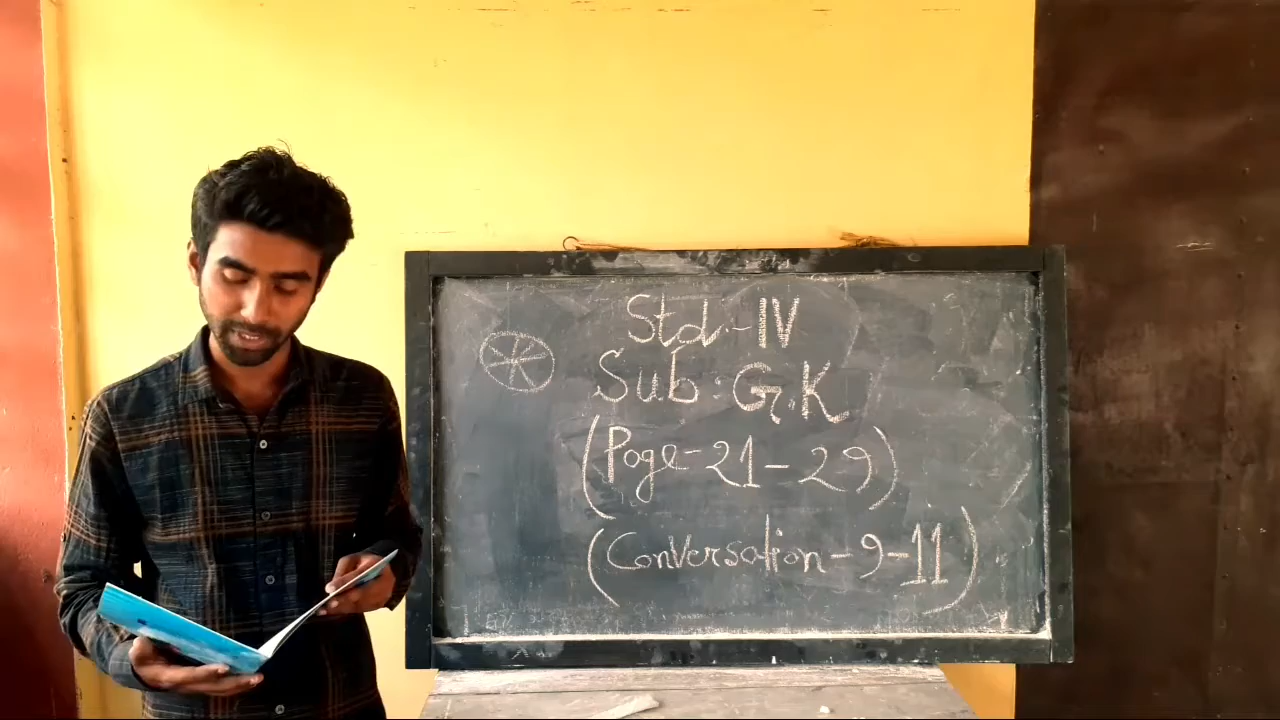 Std.-IV
Sub: G.K
(Page-21-29)
(Conversation-9-11)